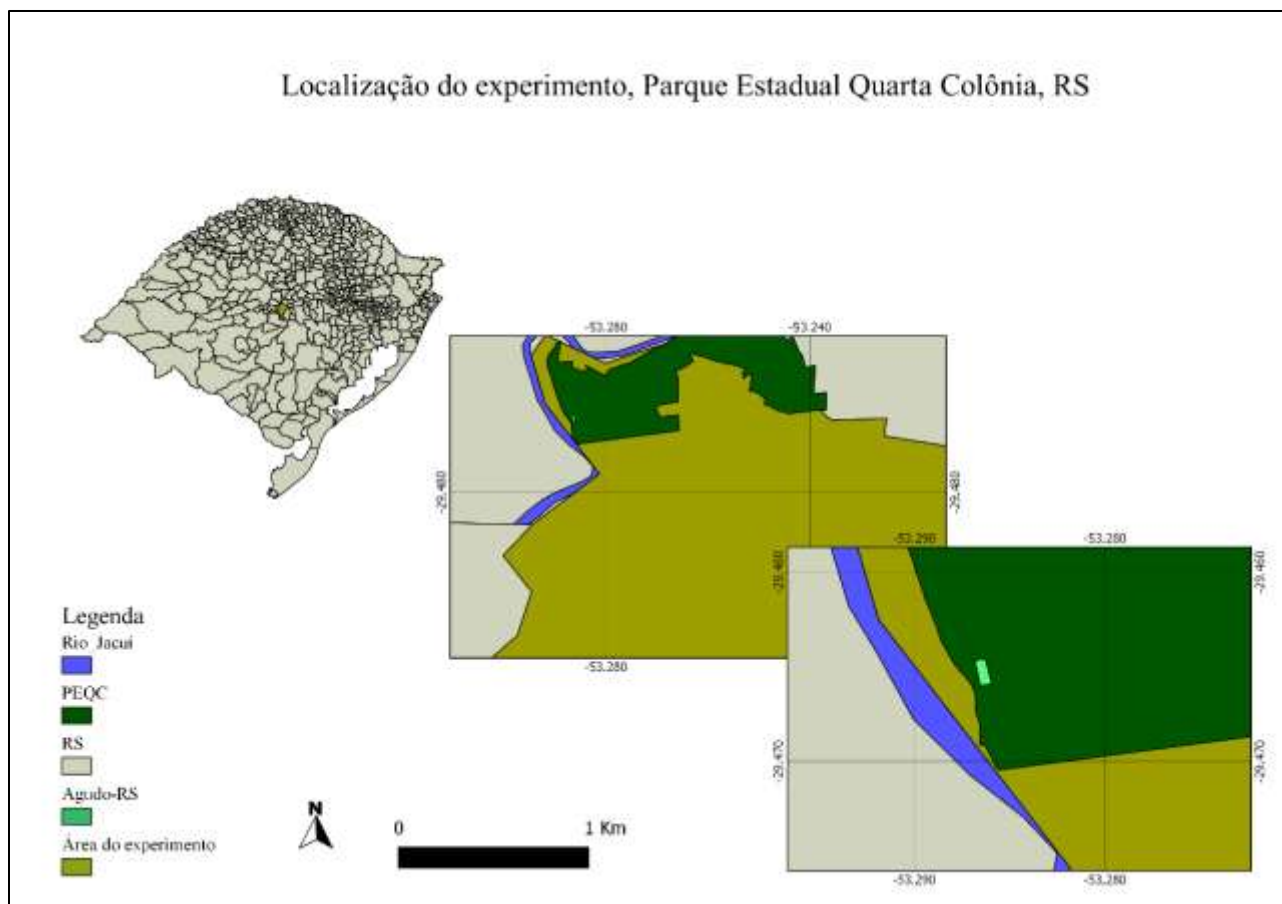 Localização do experimento, Parque Estadual Quarta Colônia, RS
-53.280 -53.240
-29.480 -29.480
-53.280
-53.290 -53.280
-29.460 -29.460
-29.470 -29.470
-53.290 -53.280
Legenda
Rio Jacuí
PEQC
RS
Agudo-RS
Área do experimento
N
0 1 Km